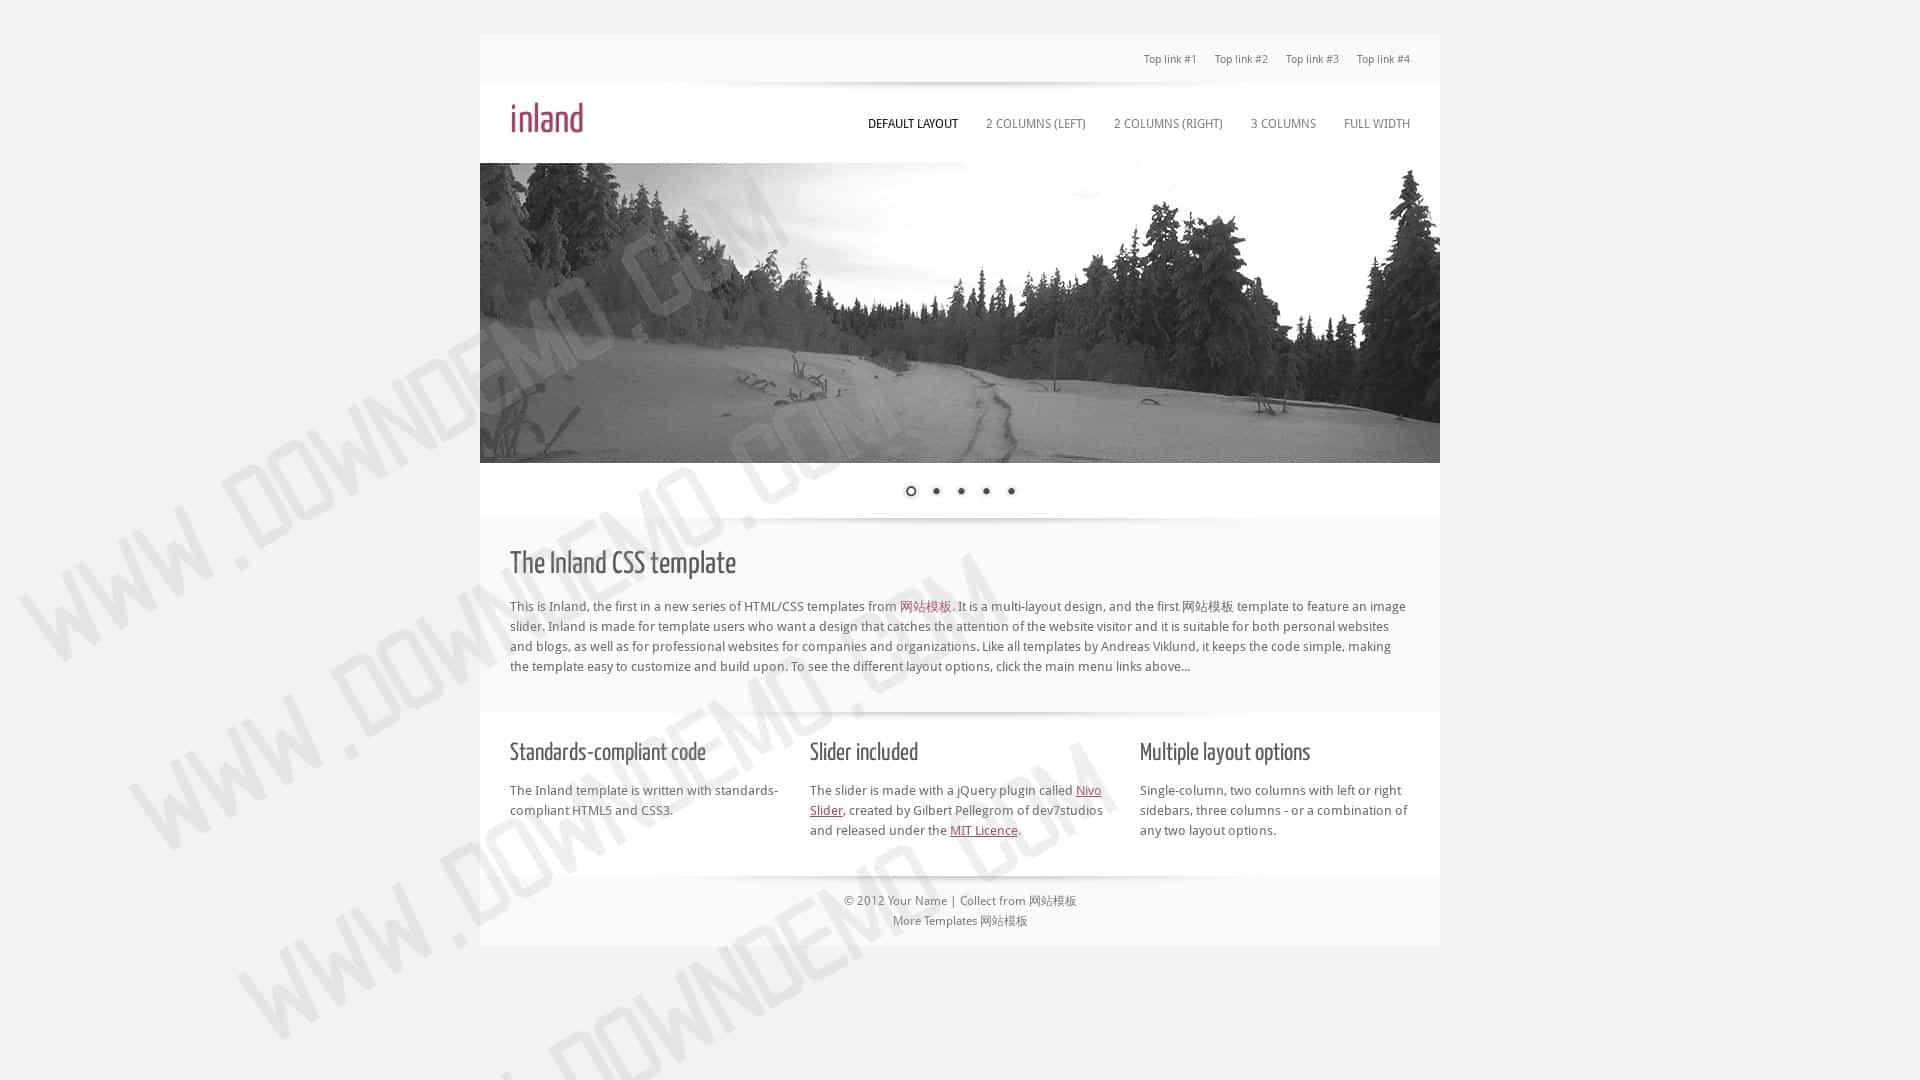 Top link #1 Top link #2 Top link #3 Top link #4
inland
DEFAULT LAYOUT 2 COLUMNS (LEFT) 2 COLUMNS (RIGHT) 3 COLUMNS FULL WIDTH
The Inland CSS template
This is Inland, the first in a new series of HTML/CSS templates from 网站模板. It is a multi-layout design, and the first 网站模板 template to feature an image
slider. Inland is made for template users who want a design that catches the attention of the website visitor and it is suitable for both personal websites
and blogs, as well as for professional websites for companies and organizations. Like all templates by Andreas Viklund, it keeps the code simple, making
the template easy to customize and build upon. To see the different layout options, click the main menu links above...
Standards-compliant code
The Inland template is written with standards-
compliant HTML5 and CSS3.
Slider included
The slider is made with a jQuery plugin called Nivo
Slider, created by Gilbert Pellegrom of dev7studios
and released under the MIT Licence.
Multiple layout options
Single-column, two columns with left or right
sidebars, three columns - or a combination of
any two layout options.
© 2012 Your Name | Collect from 网站模板
More Templates 网站模板
WWW.DOWNDEMO.COM
WWW.DOWNDEMO.COM
WWW.DOWNDEMO.COM
DOWNDEMO.COM